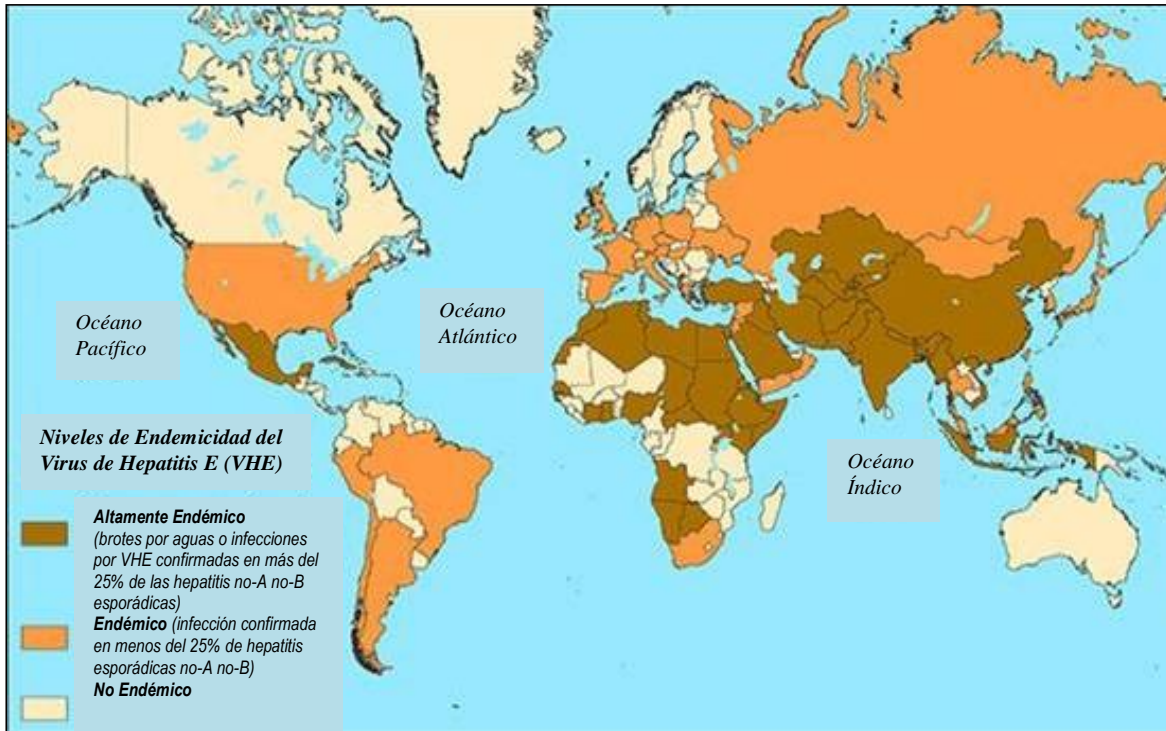 Océano
Pacífico
Océano
Atlántico
Océano
Índico
Niveles de Endemicidad del
Virus de Hepatitis E (VHE)
Altamente Endémico
(brotes por aguas o infecciones
por VHE confirmadas en más del
25% de las hepatitis no-A no-B
esporádicas)
Endémico (infección confirmada
en menos del 25% de hepatitis
esporádicas no-A no-B)
No Endémico